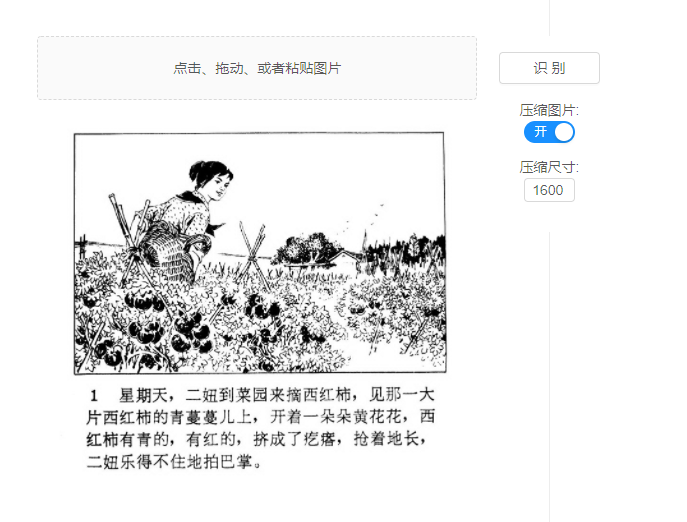 点击、拖动、或者粘贴图片
识 别
压缩图片:
开
压缩尺寸:
1600
1 星期天，二妞到菜园来摘西红柿，见那一大
片西红柿的青蔓蔓儿上，开着一朵朵黄花花，西
红柿有青的，有红的，挤成了疙瘩，抢着地长，
二妞乐得不住地拍巴掌。